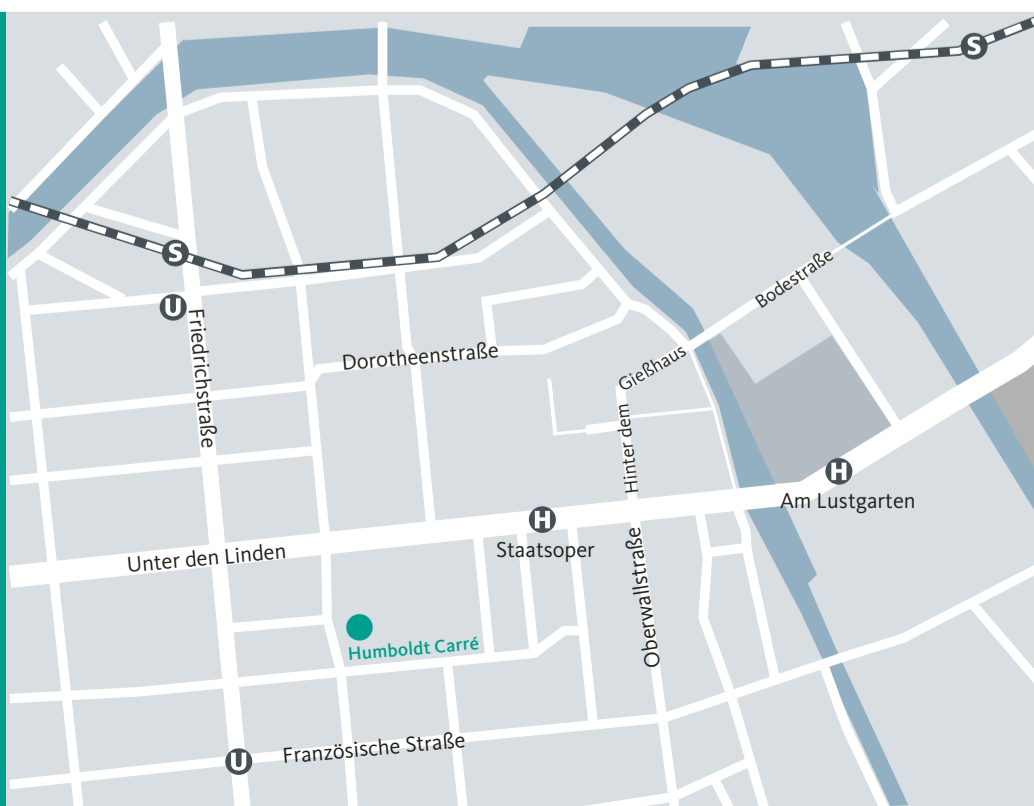 S
S
U
Friedrichstraße
Bodestraße
Dorotheenstraße
Hinter dem Gießhaus
H
Am Lustgarten
H
Staatsoper
Unter den Linden
Oberwallstraße
Humboldt Carré
Französische Straße
U